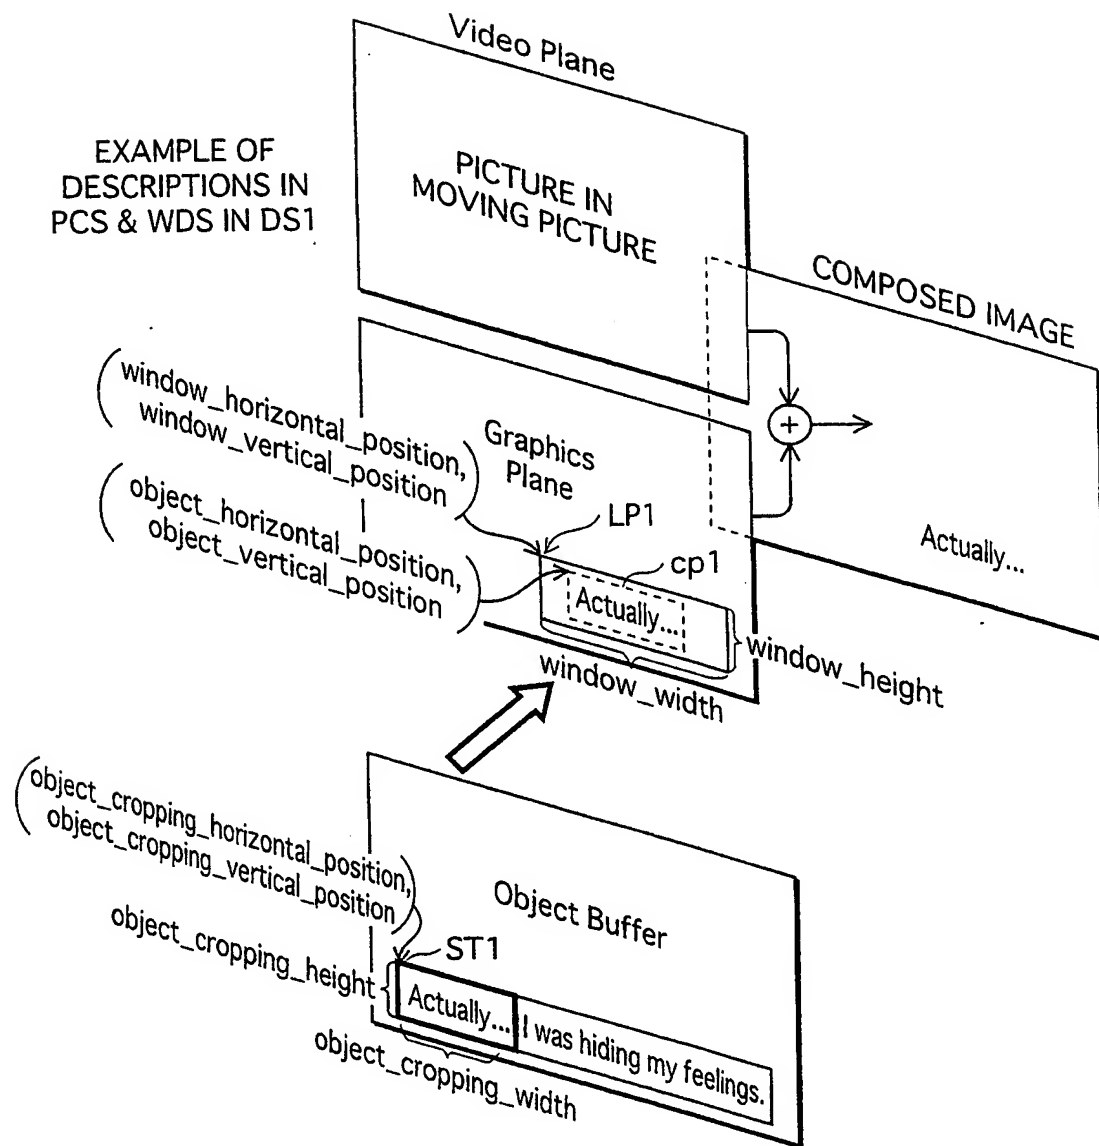 Video Plane
EXAMPLE OF
DESCRIPTIONS IN
PCS & WDS IN DS1
PICTURE IN
MOVING PICTURE
COMPOSED IMAGE
window_horizontal_position,
window_vertical_position
Graphics
Plane
+
object_horizontal_position,
object_vertical_position
LP1
cp1
Actually...
Actually...
window_height
window_width
object_cropping_horizontal_position,
object_cropping_vertical_position
Object Buffer
object_cropping_height
ST1
Actually... I was hiding my feelings.
object_cropping_width